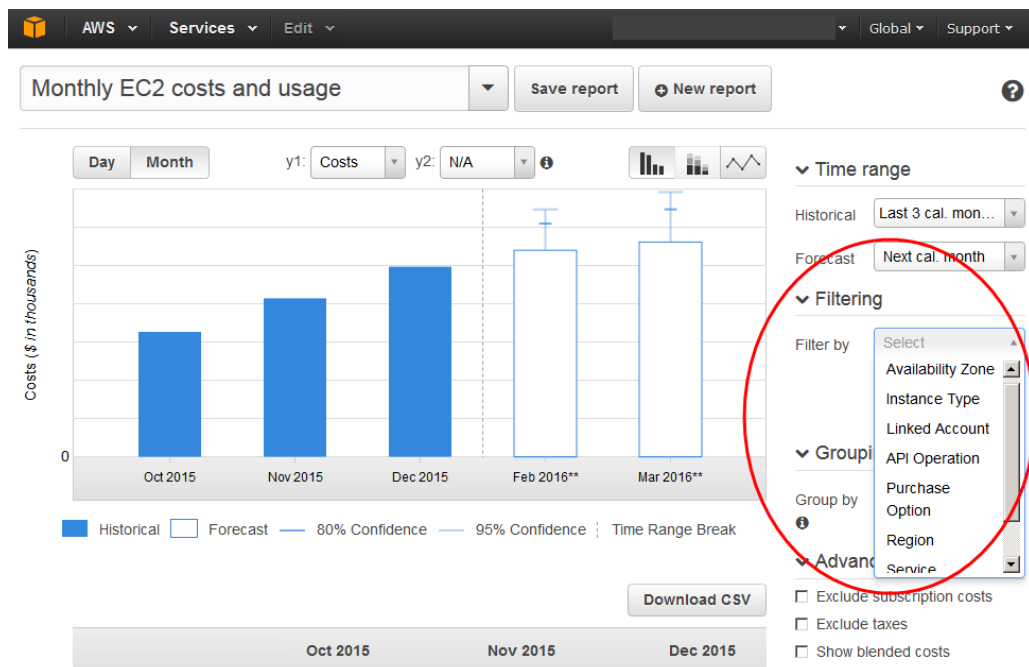 AWS Services Edit Global Support
Monthly EC2 costs and usage Save report New report ?
Day Month y1: Costs y2: N/A i
Time range
Historical Last 3 cal. mon...
Forecast Next cal. month
Filtering
Filter by Select
Availability Zone
Instance Type
Linked Account
API Operation
Purchase
Option
Region
Service
Groupi
Group by
i
Advanc
Exclude subscription costs
Exclude taxes
Show blended costs
Costs ($ in thousands)
0
Oct 2015 Nov 2015 Dec 2015 Feb 2016** Mar 2016**
Historical Forecast 80% Confidence 95% Confidence Time Range Break
Download CSV
Oct 2015 Nov 2015 Dec 2015